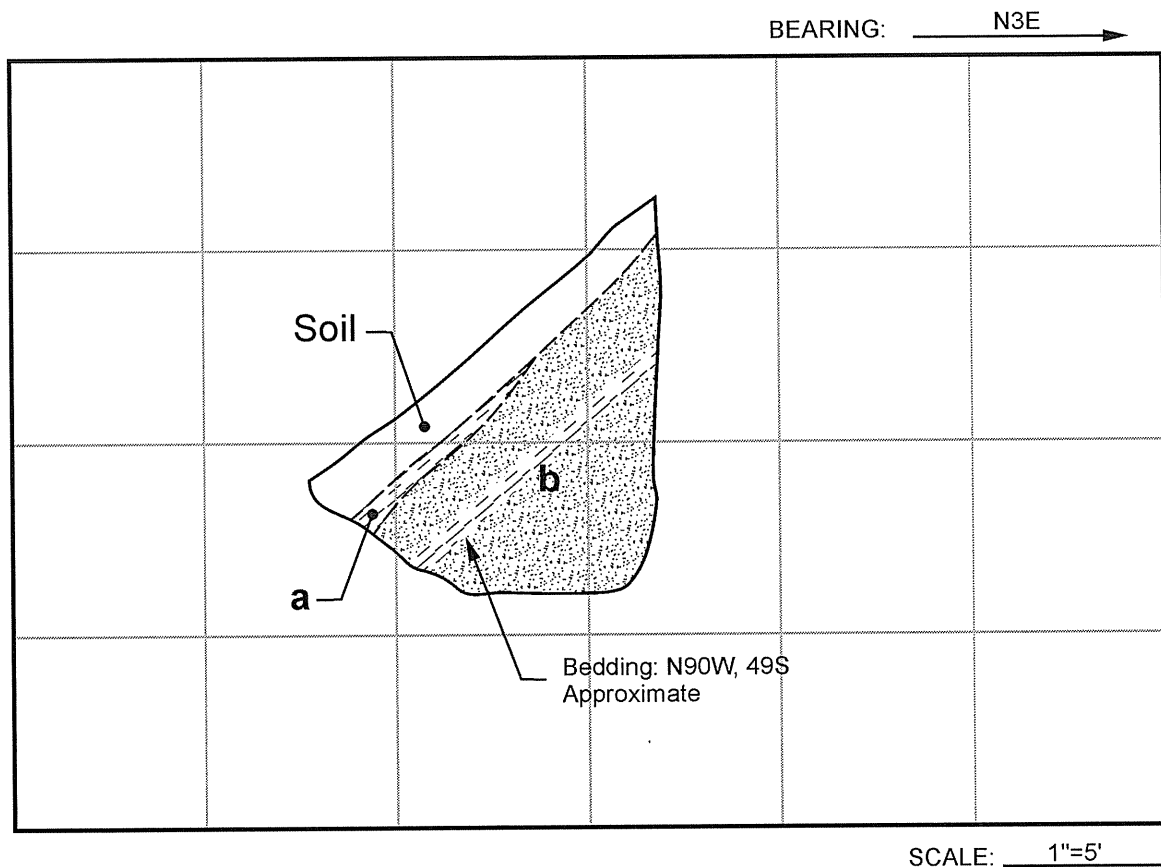 BEARING: N3E
Soil
b
a
Bedding: N90W, 49S
Approximate
SCALE: 1"=5'